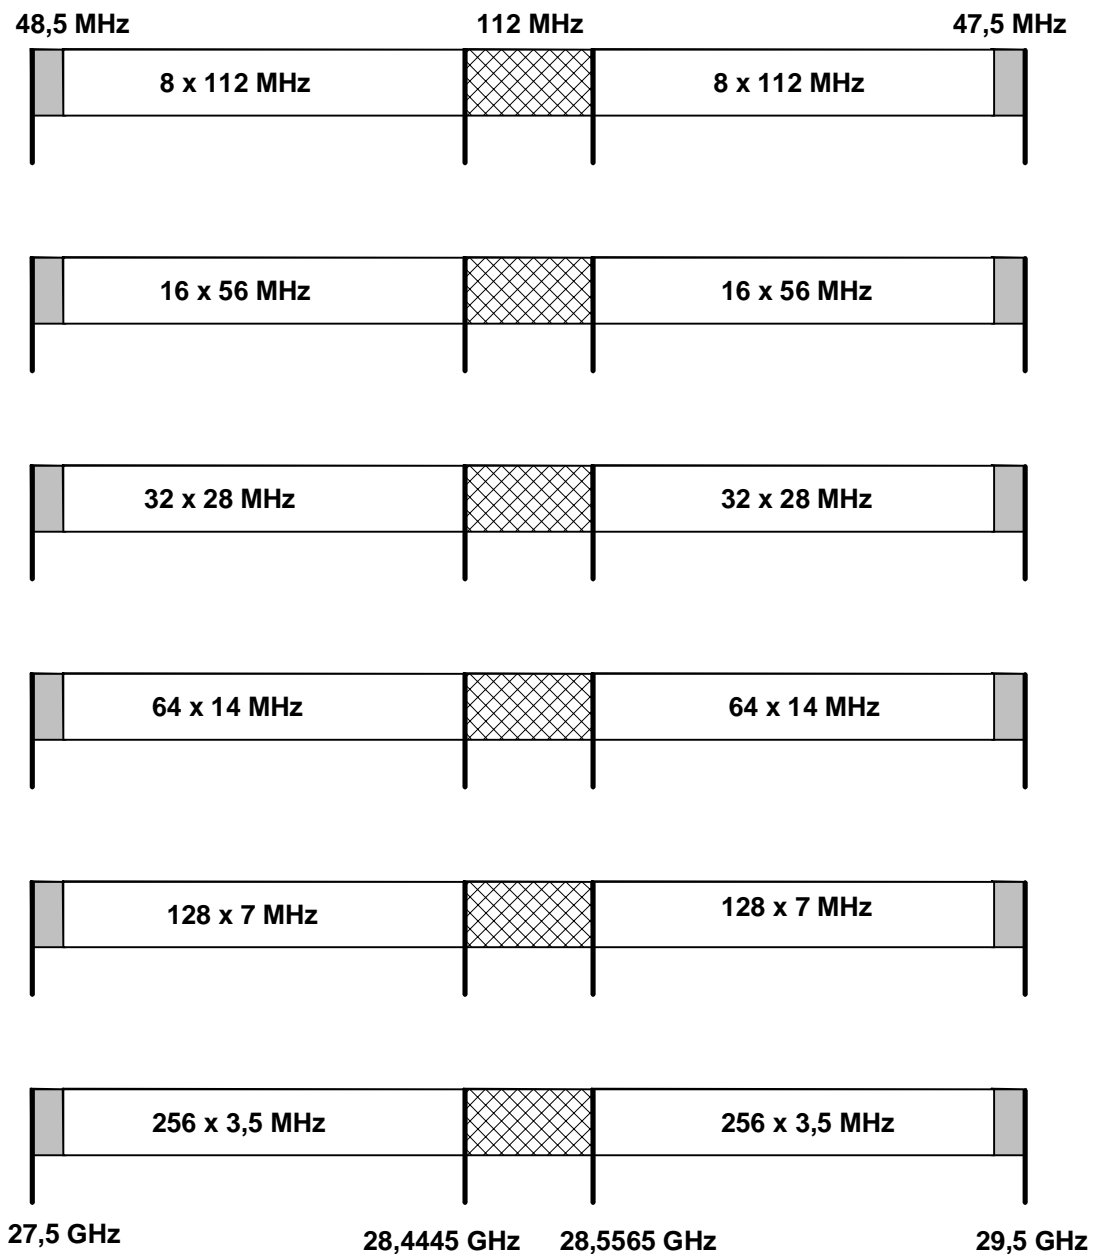 48,5 MHz 112 MHz 47,5 MHz
8 x 112 MHz 8 x 112 MHz
16 x 56 MHz 16 x 56 MHz
32 x 28 MHz 32 x 28 MHz
64 x 14 MHz 64 x 14 MHz
128 x 7 MHz 128 x 7 MHz
256 x 3,5 MHz 256 x 3,5 MHz
27,5 GHz 28,4445 GHz 28,5565 GHz 29,5 GHz